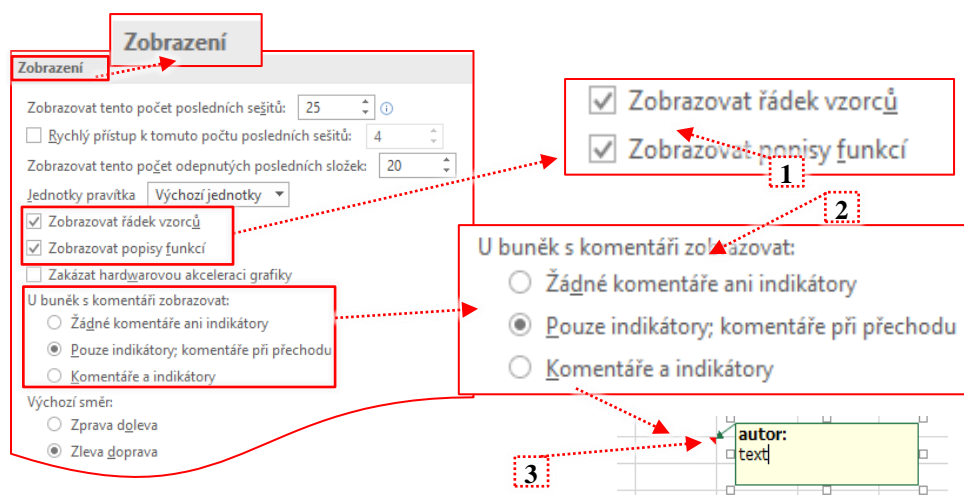 Zobrazení
Zobrazení
Zobrazovat tento počet posledních sešitů: 25
Rychlý přístup k tomuto počtu posledních sešitů: 4
Zobrazovat tento počet odepnutých posledních složek: 20
Jednotky pravítka Výchozí jednotky
Zobrazovat řádek vzorců
Zobrazovat popisy funkcí
Zakázat hardwarovou akceleraci grafiky
U buněk s komentáři zobrazovat:
Žádné komentáře ani indikátory
Pouze indikátory; komentáře při přechodu
Komentáře a indikátory
Výchozí směr:
Zprava doleva
Zleva doprava
Zobrazovat řádek vzorců
Zobrazovat popisy funkcí
1
2
U buněk s komentáři zobrazovat:
Žádné komentáře ani indikátory
Pouze indikátory; komentáře při přechodu
Komentáře a indikátory
3
autor:
text